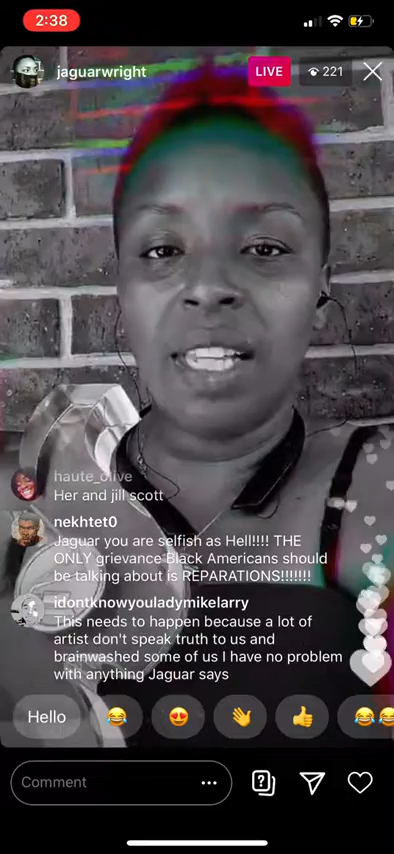 2:38
jaguarwright
LIVE
221
haute_olive
Her and jill scott
nekhtet0
Jaguar you are selfish as Hell!!!! THE
ONLY grievance Black Americans should
be talking about is REPARATIONS!!!!!!!
idontknowyouladymikelarry
This needs to happen because a lot of
artist don't speak truth to us and
brainwashed some of us I have no problem
with anything Jaguar says
Hello
Comment